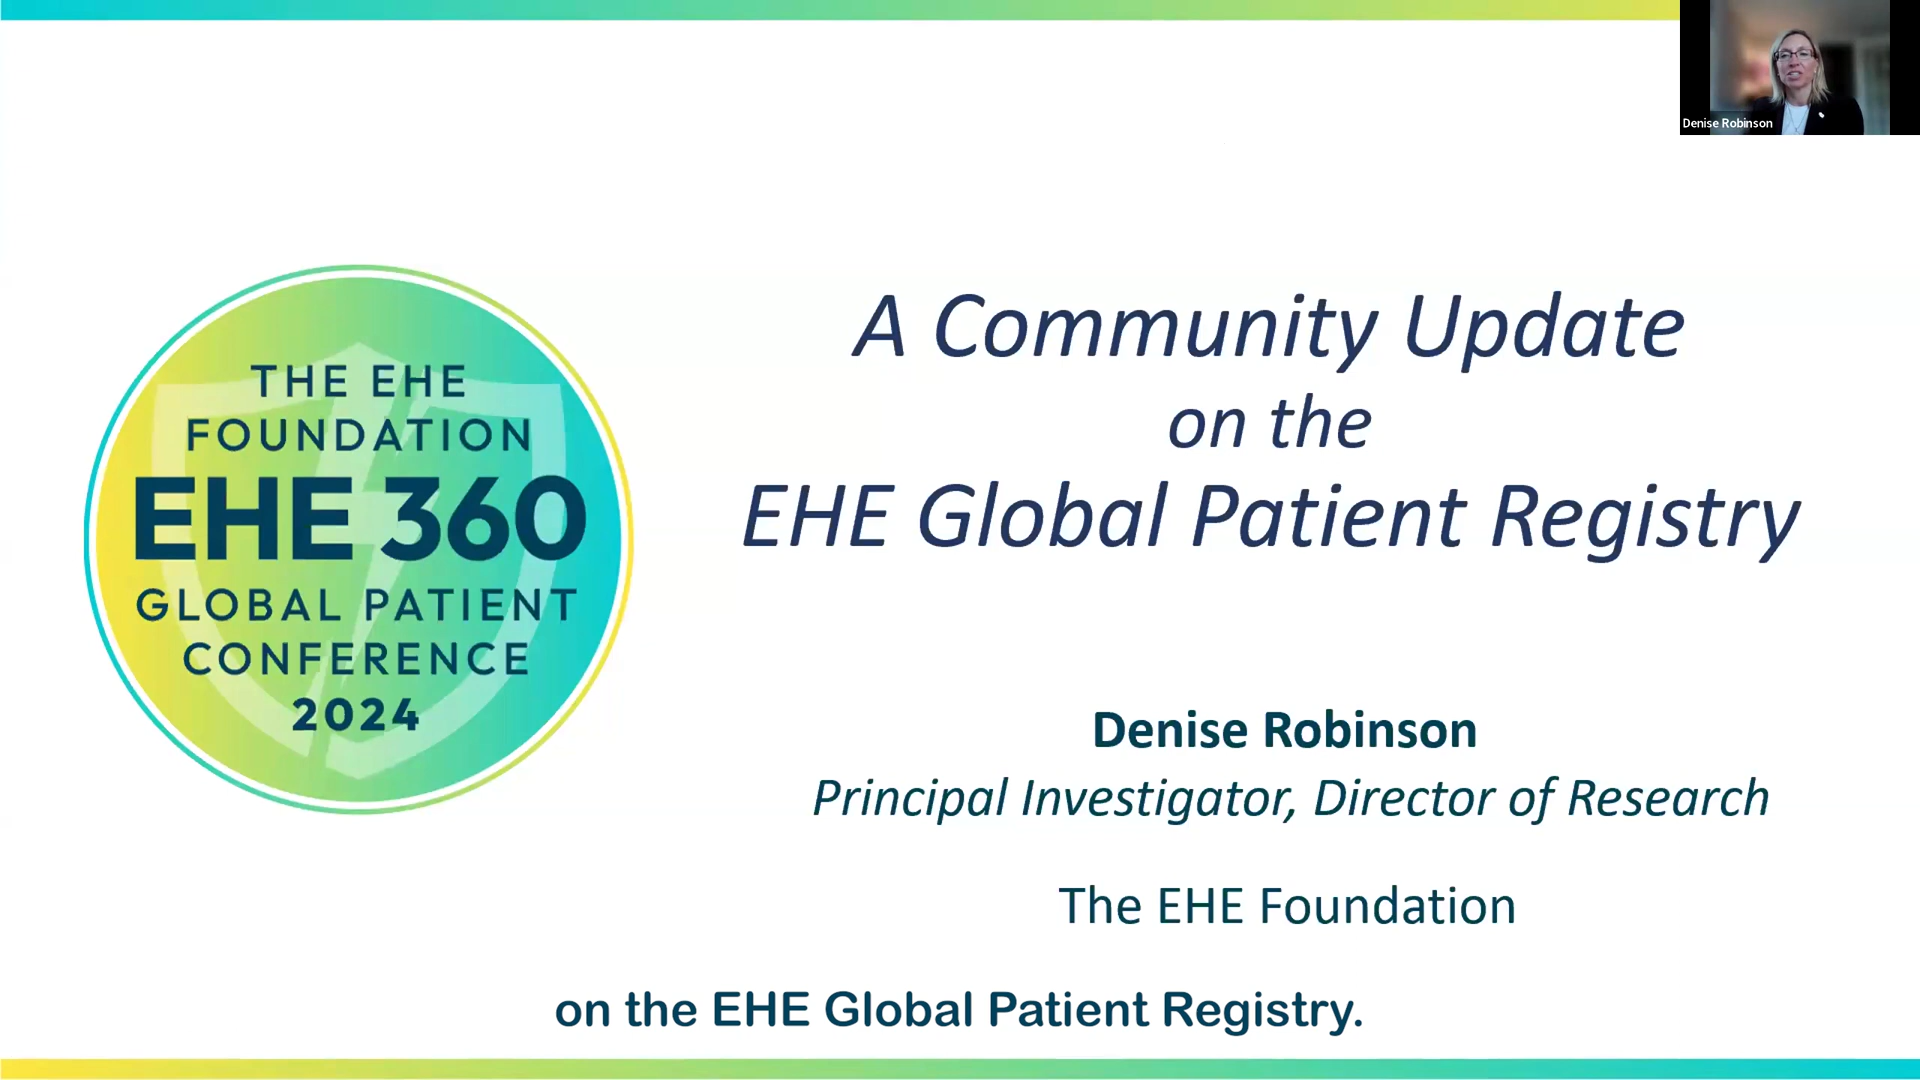 Denise Robinson
THE EHE
FOUNDATION
EHE 360
GLOBAL PATIENT
CONFERENCE
2024
A Community Update
on the
EHE Global Patient Registry
Denise Robinson
Principal Investigator, Director of Research
The EHE Foundation
on the EHE Global Patient Registry.